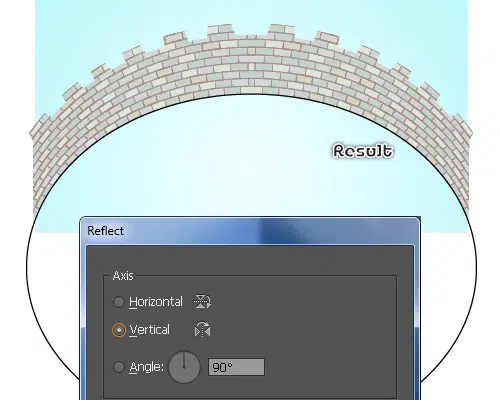 Result
Reflect
Axis
Horizontal
Vertical
Angle: 90°